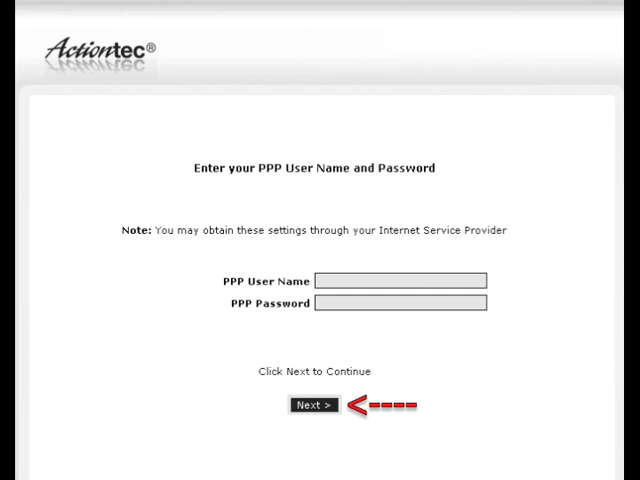 Actiontec®
Enter your PPP User Name and Password
Note: You may obtain these settings through your Internet Service Provider
PPP User Name
PPP Password
Click Next to Continue
Next >